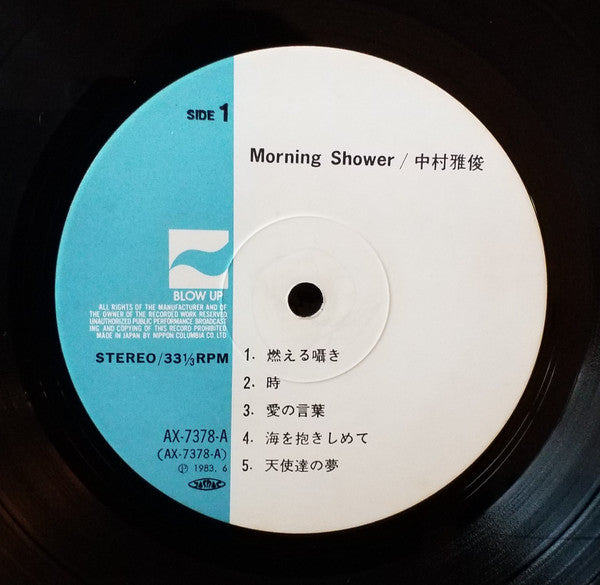 SIDE 1
Morning Shower / 中村雅俊
BLOW UP
ALL RIGHTS OF THE MANUFACTURER AND OF
THE OWNER OF THE RECORDED WORK RESERVED.
UNAUTHORIZED PUBLIC PERFORMANCE BROADCAST
ING AND COPYING OF THIS RECORD PROHIBITED.
MADE IN JAPAN BY NIPPON COLUMBIA CO. LTD
STEREO/33⅓RPM
AX-7378-A
(AX-7378-A)
Ⓟ 1983. 6
JASRAC
1. 燃える囁き
2. 時
3. 愛の言葉
4. 海を抱きしめて
5. 天使達の夢